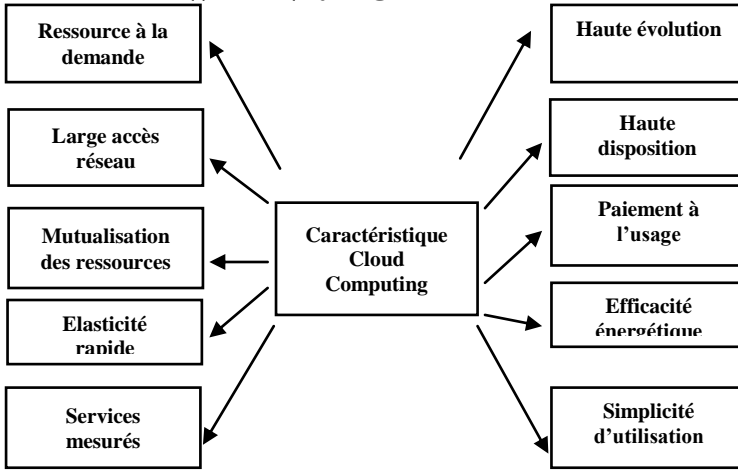 Ressource à la
demande
Large accès
réseau
Mutualisation
des ressources
Elasticité
rapide
Services
mesurés
Caractéristique
Cloud
Computing
Haute évolution
Haute
disposition
Paiement à
l’usage
Efficacité
énergétique
Simplicité
d’utilisation